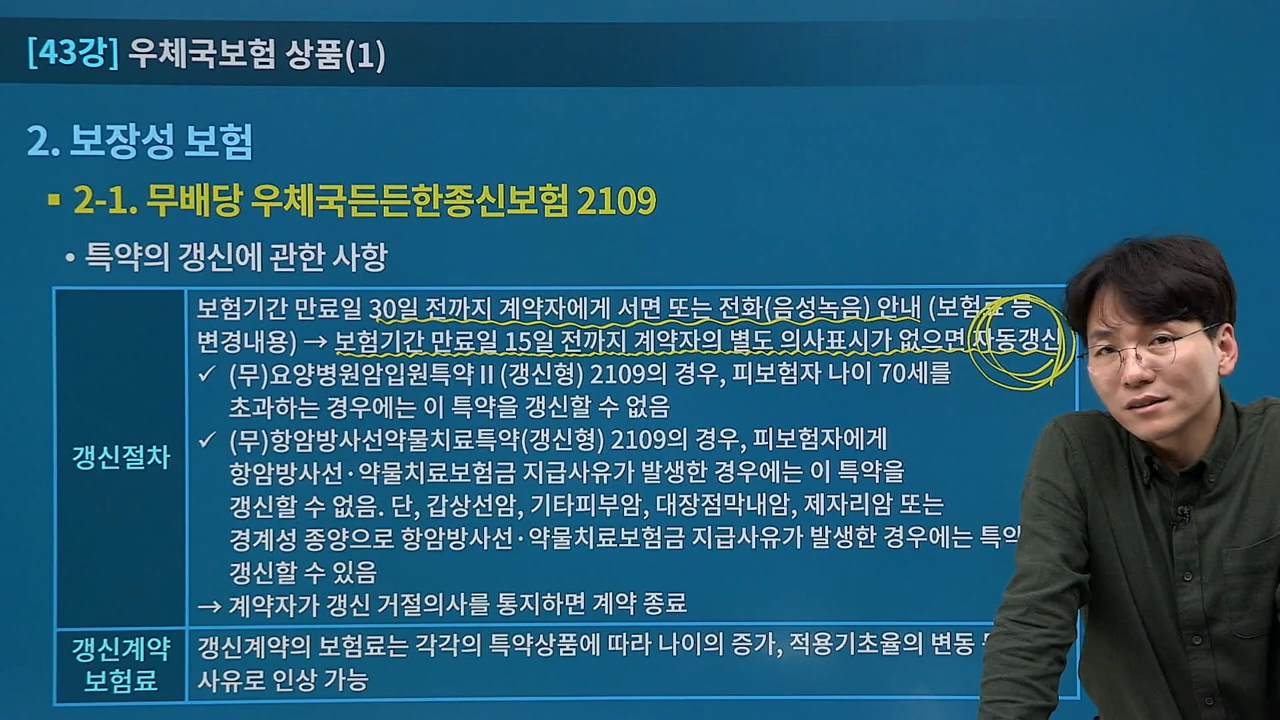 [43강] 우체국보험 상품(1)
2. 보장성 보험
▪ 2-1. 무배당 우체국든든한종신보험 2109
• 특약의 갱신에 관한 사항
갱신절차
보험기간 만료일 30일 전까지 계약자에게 서면 또는 전화(음성녹음) 안내 (보험료 등
변경내용) → 보험기간 만료일 15일 전까지 계약자의 별도 의사표시가 없으면 자동갱신
✓ (무)요양병원암입원특약Ⅱ(갱신형) 2109의 경우, 피보험자 나이 70세를
초과하는 경우에는 이 특약을 갱신할 수 없음
✓ (무)항암방사선약물치료특약(갱신형) 2109의 경우, 피보험자에게
항암방사선·약물치료보험금 지급사유가 발생한 경우에는 이 특약을
갱신할 수 없음. 단, 갑상선암, 기타피부암, 대장점막내암, 제자리암 또는
경계성 종양으로 항암방사선·약물치료보험금 지급사유가 발생한 경우에는 특약
갱신할 수 있음
→ 계약자가 갱신 거절의사를 통지하면 계약 종료
갱신계약
보험료
갱신계약의 보험료는 각각의 특약상품에 따라 나이의 증가, 적용기초율의 변동
사유로 인상 가능